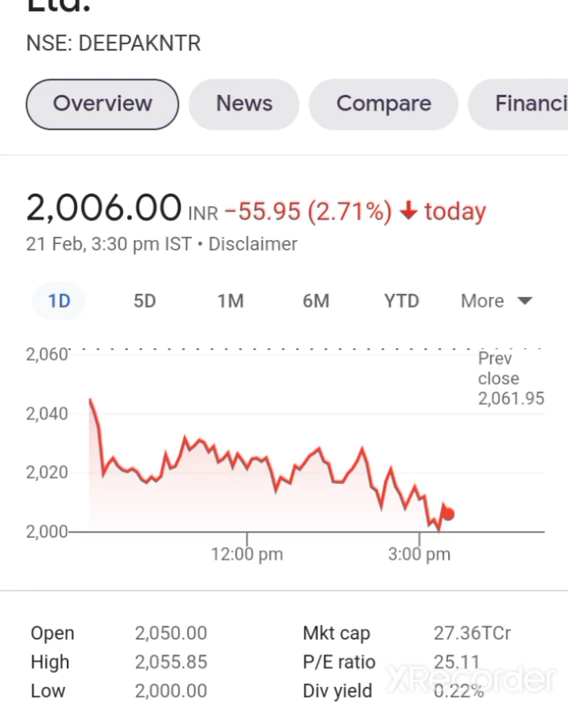 Ltd.
NSE: DEEPAKNTR
Overview News Compare Financi
2,006.00 INR −55.95 (2.71%) ↓ today
21 Feb, 3:30 pm IST • Disclaimer
1D 5D 1M 6M YTD More
2,060
Prev
close
2,061.95
2,040
2,020
2,000
12:00 pm 3:00 pm
Open 2,050.00 Mkt cap 27.36TCr
High 2,055.85 P/E ratio 25.11
Low 2,000.00 Div yield 0.22%
XRecorder